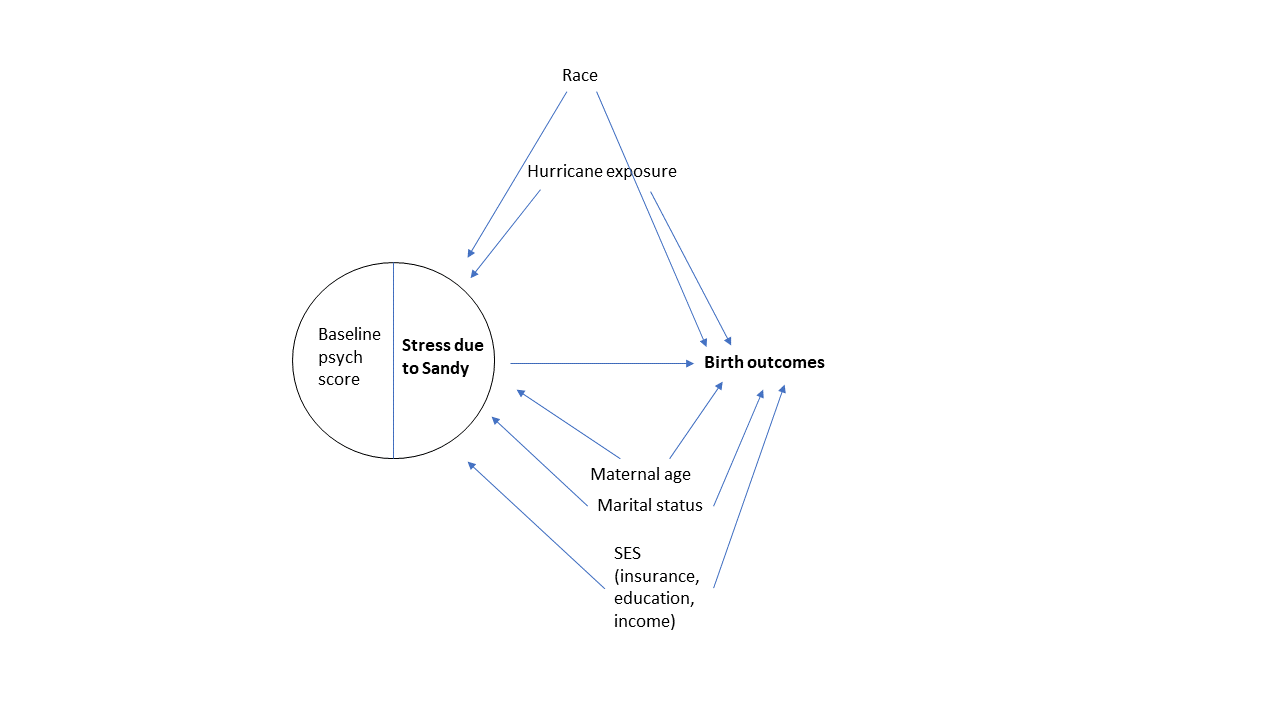 Race
Hurricane exposure
Baseline
psych
score
Stress due
to Sandy
Birth outcomes
Maternal age
Marital status
SES
(insurance,
education,
income)